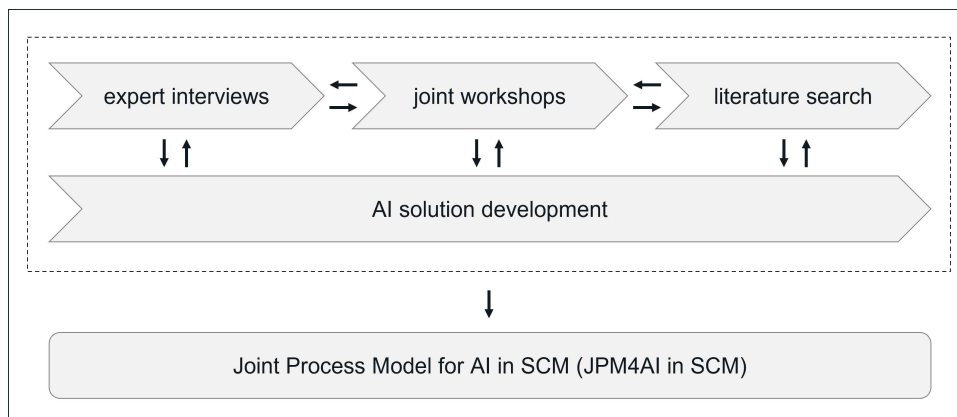 expert interviews
joint workshops
literature search
AI solution development
Joint Process Model for AI in SCM (JPM4AI in SCM)